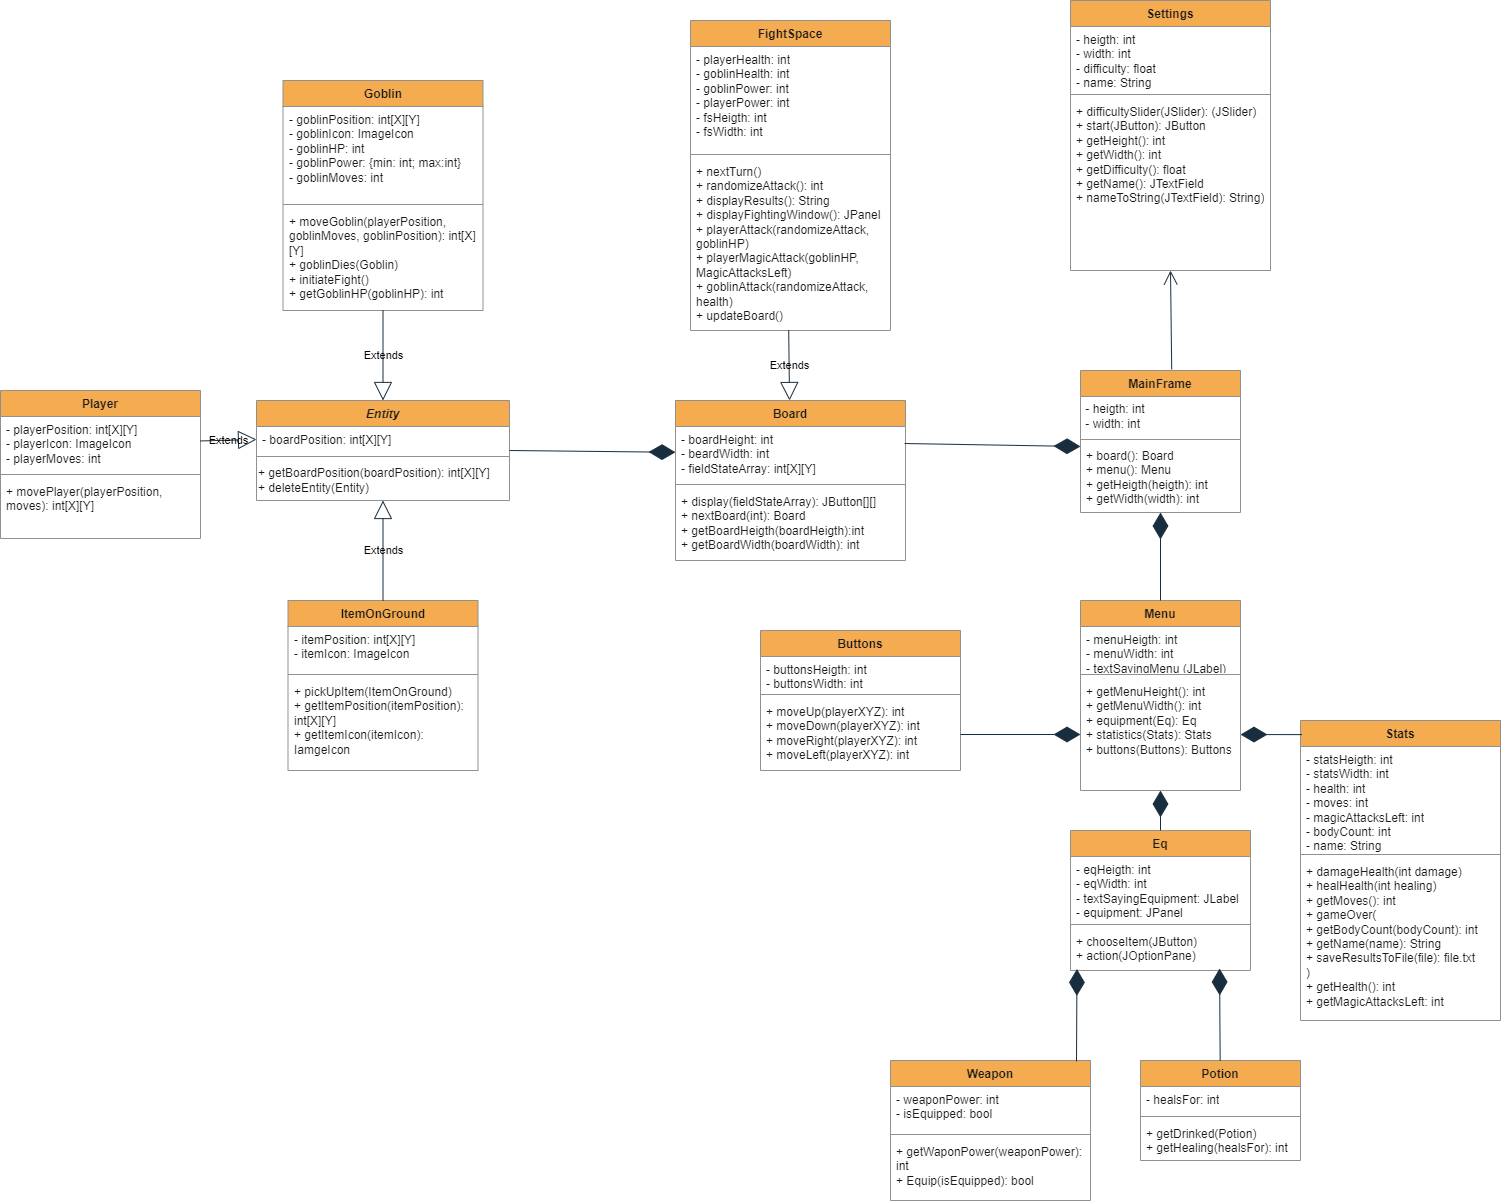 Settings
- heigth: int
- width: int
- difficulty: float
- name: String
+ difficultySlider(JSlider): (JSlider)
+ start(JButton): JButton
+ getHeight(): int
+ getWidth(): int
+ getDifficulty(): float
+ getName(): JTextField
+ nameToString(JTextField): String)
FightSpace
- playerHealth: int
- goblinHealth: int
- goblinPower: int
- playerPower: int
- fsHeigth: int
- fsWidth: int
+ nextTurn()
+ randomizeAttack(): int
+ displayResults(): String
+ displayFightingWindow(): JPanel
+ playerAttack(randomizeAttack,
goblinHP)
+ playerMagicAttack(goblinHP,
MagicAttacksLeft)
+ goblinAttack(randomizeAttack,
health)
+ updateBoard()
Goblin
- goblinPosition: int[X][Y]
- goblinIcon: ImageIcon
- goblinHP: int
- goblinPower: {min: int; max:int}
- goblinMoves: int
+ moveGoblin(playerPosition,
goblinMoves, goblinPosition): int[X]
[Y]
+ goblinDies(Goblin)
+ initiateFight()
+ getGoblinHP(goblinHP): int
Extends
Extends
Player
- playerPosition: int[X][Y]
- playerIcon: ImageIcon
- playerMoves: int
+ movePlayer(playerPosition,
moves): int[X][Y]
Extends
Entity
- boardPosition: int[X][Y]
+ getBoardPosition(boardPosition): int[X][Y]
+ deleteEntity(Entity)
Board
- boardHeight: int
- beardWidth: int
- fieldStateArray: int[X][Y]
+ display(fieldStateArray): JButton[][]
+ nextBoard(int): Board
+ getBoardHeigth(boardHeigth):int
+ getBoardWidth(boardWidth): int
MainFrame
- heigth: int
- width: int
+ board(): Board
+ menu(): Menu
+ getHeigth(heigth): int
+ getWidth(width): int
Extends
ItemOnGround
- itemPosition: int[X][Y]
- itemIcon: ImageIcon
+ pickUpItem(ItemOnGround)
+ getItemPosition(itemPosition):
int[X][Y]
+ getItemIcon(itemIcon):
IamgeIcon
Buttons
- buttonsHeigth: int
- buttonsWidth: int
+ moveUp(playerXYZ): int
+ moveDown(playerXYZ): int
+ moveRight(playerXYZ): int
+ moveLeft(playerXYZ): int
Menu
- menuHeigth: int
- menuWidth: int
- textSayingMenu (JLabel)
+ getMenuHeight(): int
+ getMenuWidth(): int
+ equipment(Eq): Eq
+ statistics(Stats): Stats
+ buttons(Buttons): Buttons
Stats
- statsHeigth: int
- statsWidth: int
- health: int
- moves: int
- magicAttacksLeft: int
- bodyCount: int
- name: String
+ damageHealth(int damage)
+ healHealth(int healing)
+ getMoves(): int
+ gameOver(
+ getBodyCount(bodyCount): int
+ getName(name): String
+ saveResultsToFile(file): file.txt
)
+ getHealth(): int
+ getMagicAttacksLeft: int
Eq
- eqHeigth: int
- eqWidth: int
- textSayingEquipment: JLabel
- equipment: JPanel
+ chooseItem(JButton)
+ action(JOptionPane)
Weapon
- weaponPower: int
- isEquipped: bool
+ getWaponPower(weaponPower):
int
+ Equip(isEquipped): bool
Potion
- healsFor: int
+ getDrinked(Potion)
+ getHealing(healsFor): int